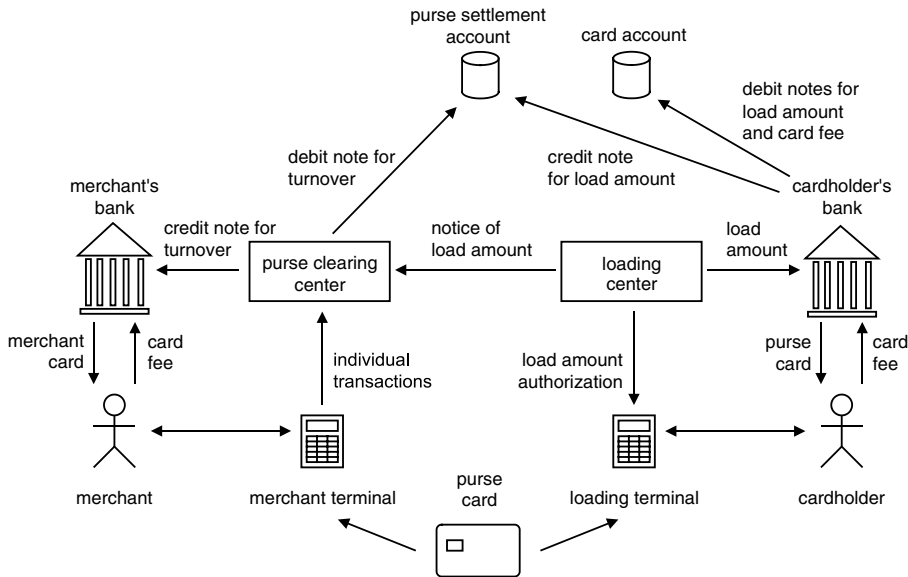 purse settlement
account
card account
debit notes for
load amount
and card fee
debit note for
turnover
credit note
for load amount
merchant's
bank
cardholder's
bank
credit note for
turnover
notice of
load amount
load
amount
purse clearing
center
loading
center
merchant
card
card
fee
individual
transactions
load amount
authorization
purse
card
card
fee
merchant
merchant terminal
purse
card
loading terminal
cardholder